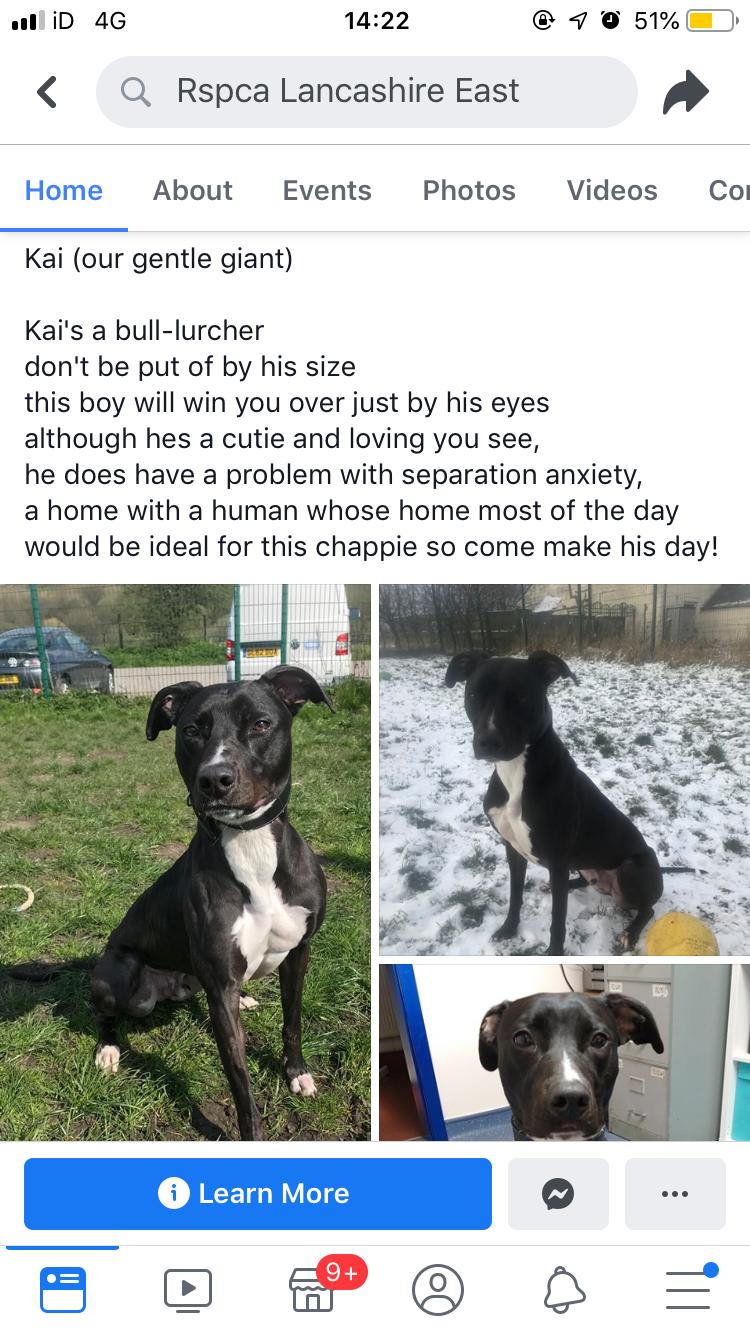 iD 4G 14:22 51%
Rspca Lancashire East
Home About Events Photos Videos Cor
Kai (our gentle giant)
Kai's a bull-lurcher
don't be put of by his size
this boy will win you over just by his eyes
although hes a cutie and loving you see,
he does have a problem with separation anxiety,
a home with a human whose home most of the day
would be ideal for this chappie so come make his day!
Learn More
9+